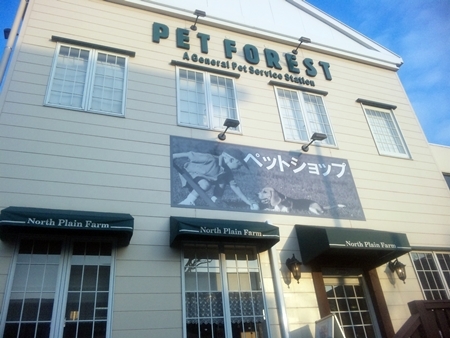 PET FOREST
A General Pet Service Station
ペットショップ
North Plain Farm
North Plain Farm
North Plain Farm